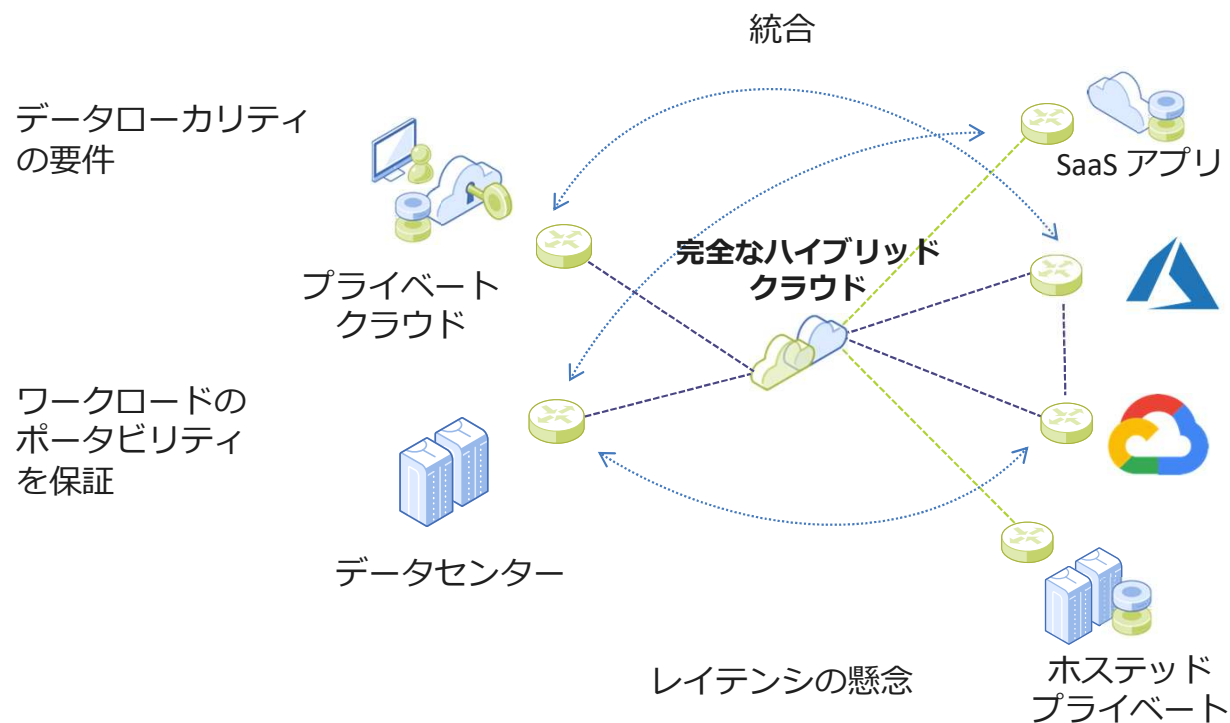 統合
データローカリティ
の要件
SaaS アプリ
完全なハイブリッド
クラウド
プライベート
クラウド
ワークロードの
ポータビリティ
を保証
データセンター
レイテンシの懸念
ホステッド
プライベート